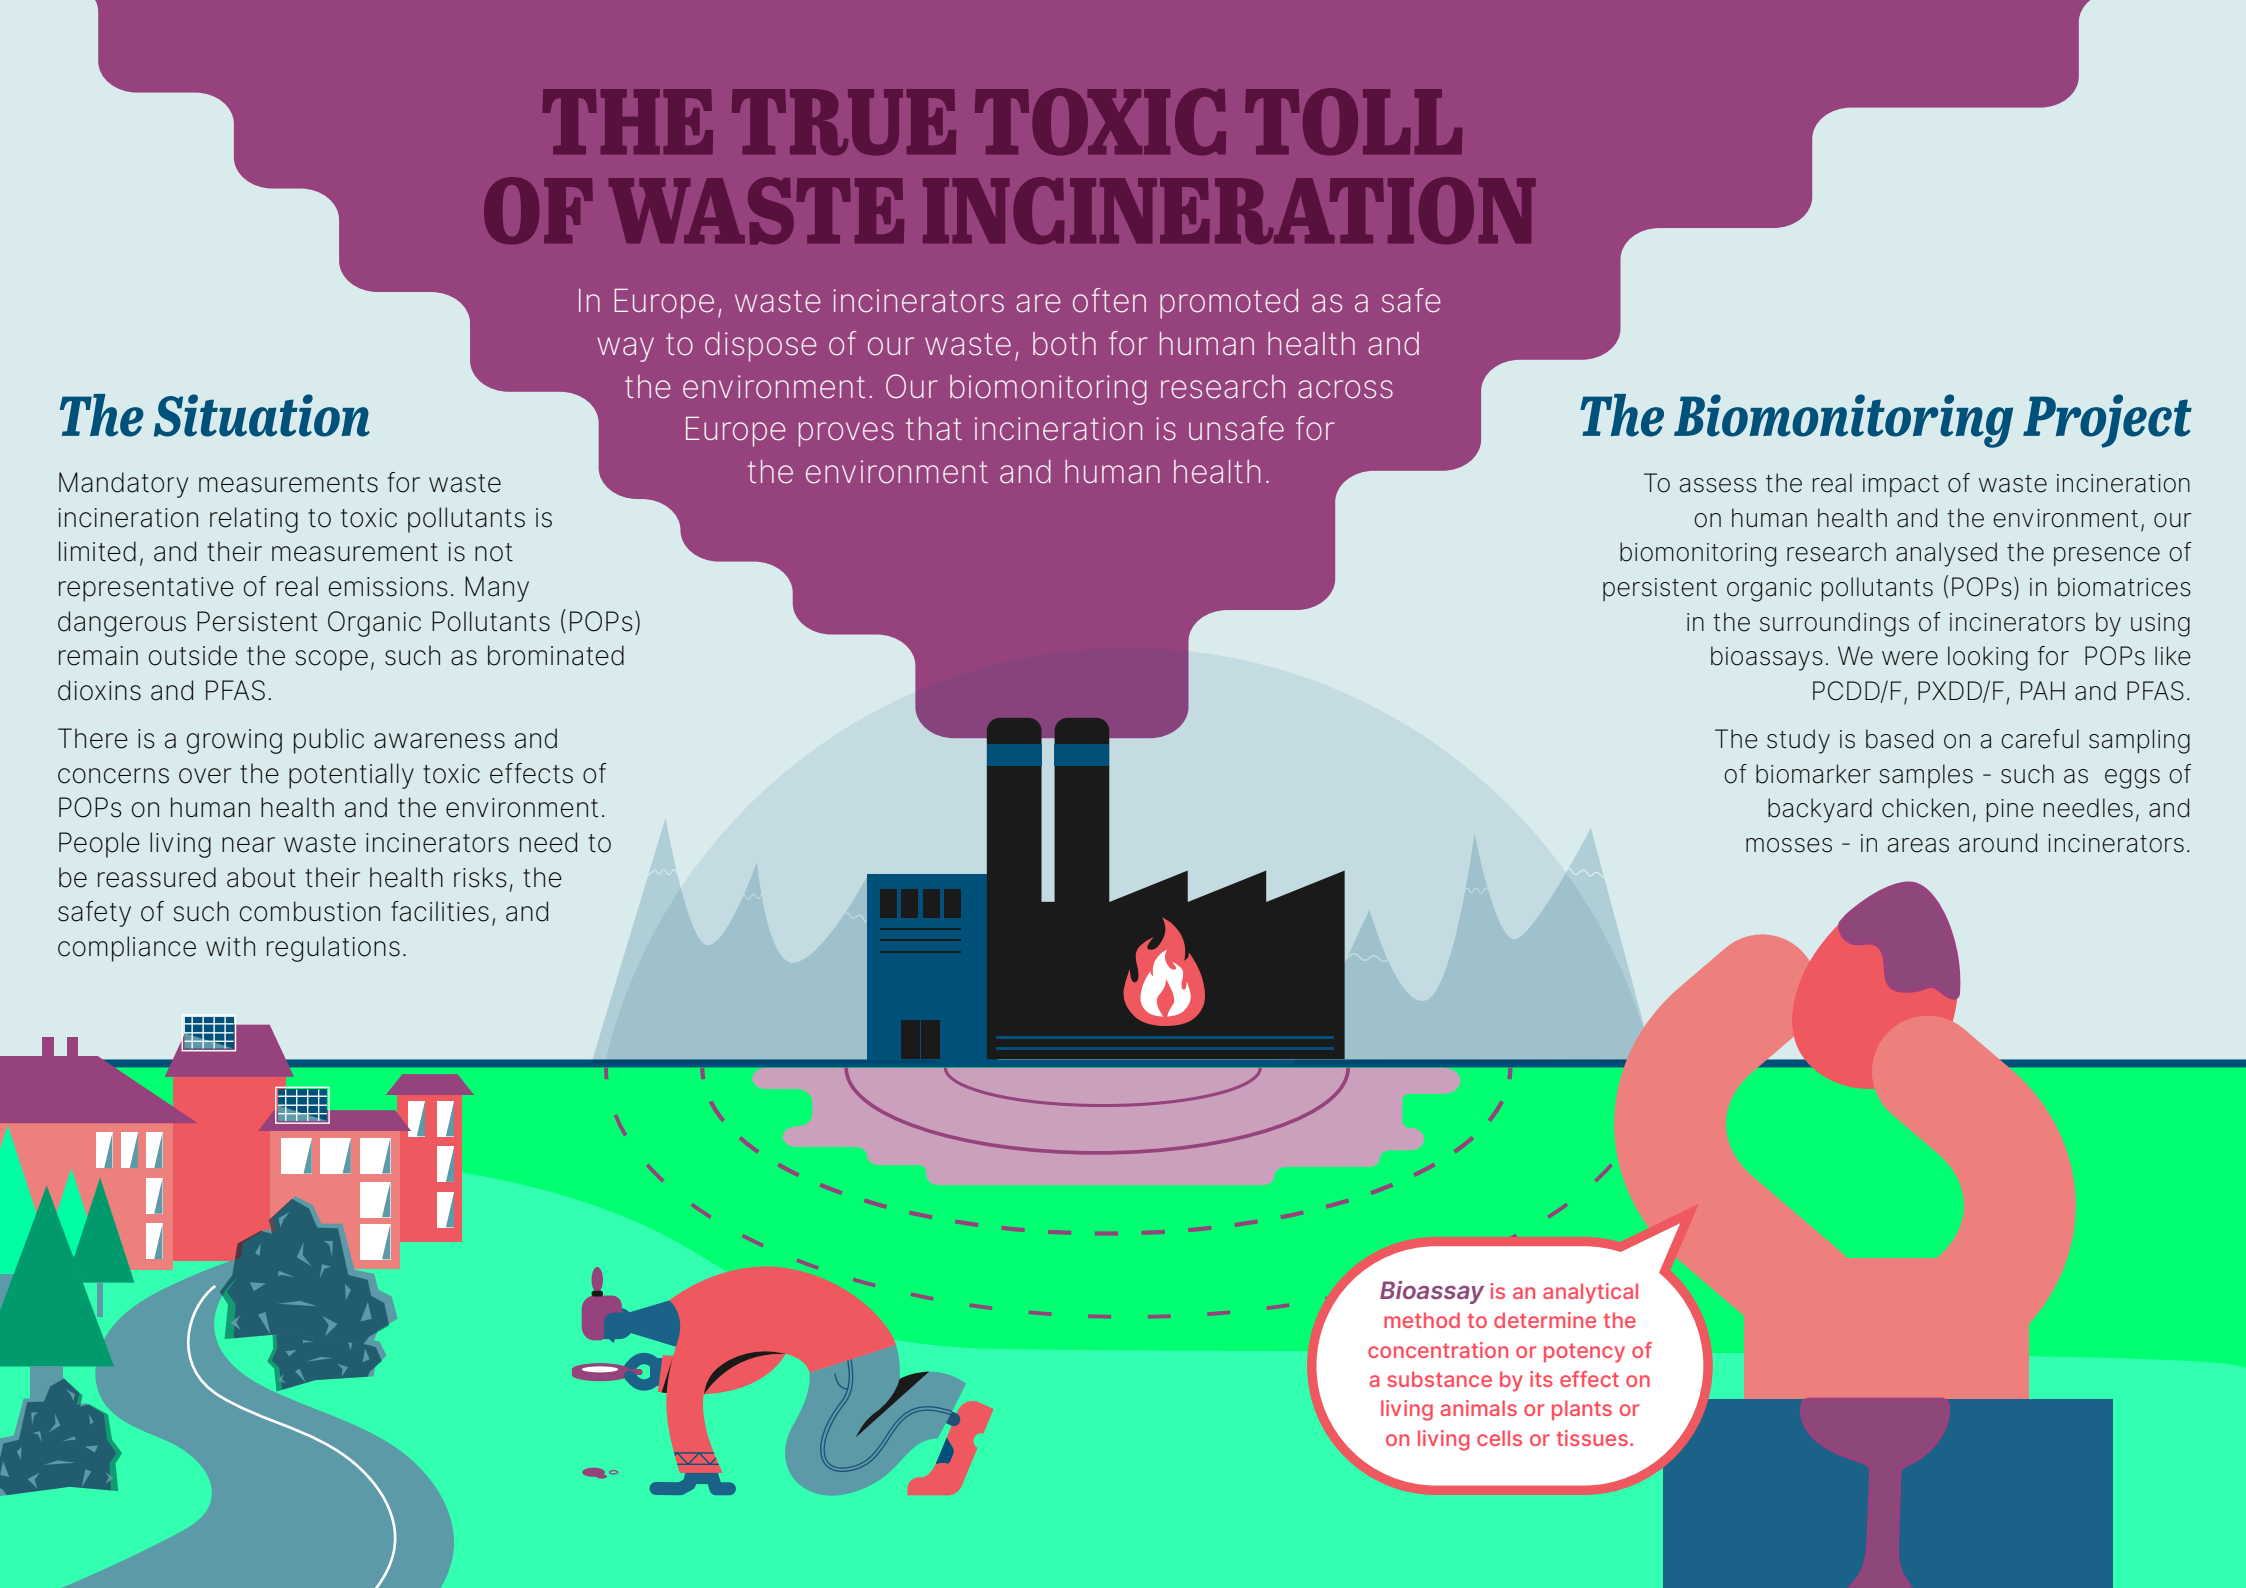 THE TRUE TOXIC TOLL
OF WASTE INCINERATION
In Europe, waste incinerators are often promoted as a safe
way to dispose of our waste, both for human health and
the environment. Our biomonitoring research across
Europe proves that incineration is unsafe for
the environment and human health.
The Situation
Mandatory measurements for waste
incineration relating to toxic pollutants is
limited, and their measurement is not
representative of real emissions. Many
dangerous Persistent Organic Pollutants (POPs)
remain outside the scope, such as brominated
dioxins and PFAS.
There is a growing public awareness and
concerns over the potentially toxic effects of
POPs on human health and the environment.
People living near waste incinerators need to
be reassured about their health risks, the
safety of such combustion facilities, and
compliance with regulations.
The Biomonitoring Project
To assess the real impact of waste incineration
on human health and the environment, our
biomonitoring research analysed the presence of
persistent organic pollutants (POPs) in biomatrices
in the surroundings of incinerators by using
bioassays. We were looking for POPs like
PCDD/F, PXDD/F, PAH and PFAS.
The study is based on a careful sampling
of biomarker samples - such as eggs of
backyard chicken, pine needles, and
mosses - in areas around incinerators.
Bioassay is an analytical
method to determine the
concentration or potency of
a substance by its effect on
living animals or plants or
on living cells or tissues.